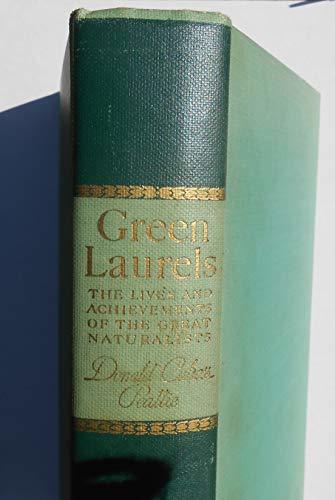 Green
Laurels
THE LIVES AND
ACHIEVEMENTS
OF THE GREAT
NATURALISTS
Donald Culross
Peattie